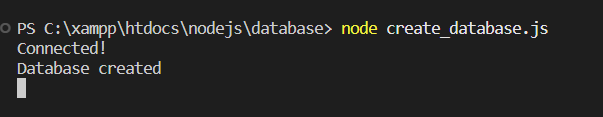 PS C:\xampp\htdocs\nodejs\database> node create_database.js
Connected!
Database created